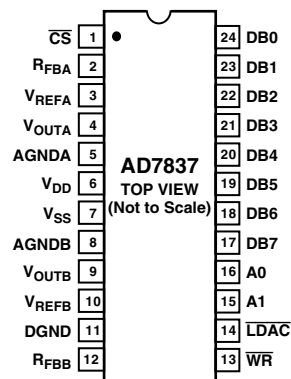 CS 1 24 DB0
RFBA 2 23 DB1
VREFA 3 22 DB2
VOUTA 4 21 DB3
AGNDA 5 20 DB4
VDD 6 19 DB5
VSS 7 18 DB6
AGNDB 8 17 DB7
VOUTB 9 16 A0
VREFB 10 15 A1
DGND 11 14 LDAC
RFBB 12 13 WR
AD7837
TOP VIEW
(Not to Scale)